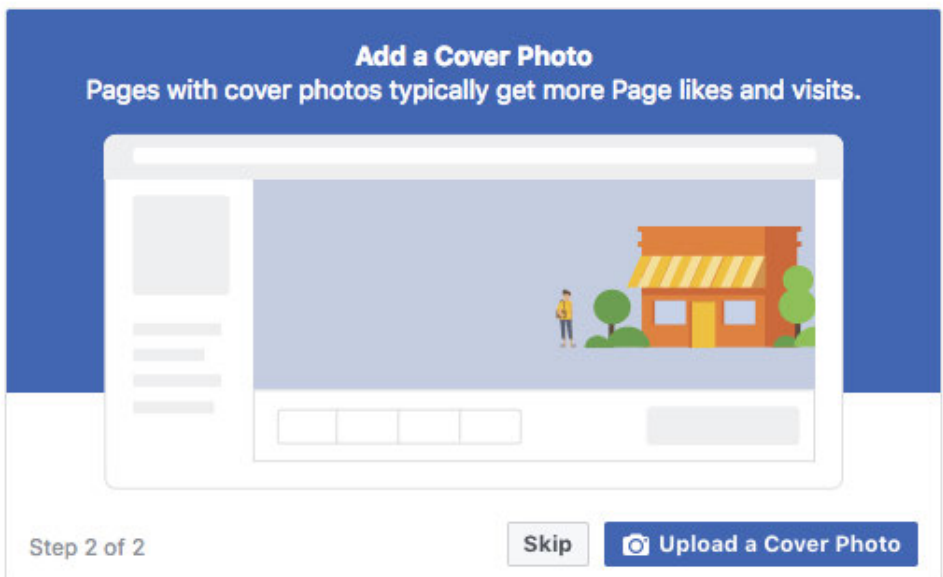 Add a Cover Photo
Pages with cover photos typically get more Page likes and visits.
Step 2 of 2
Skip
Upload a Cover Photo